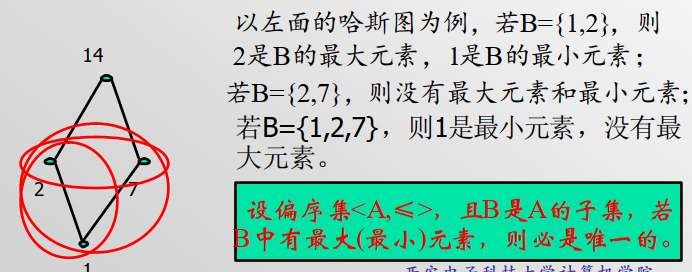 以左面的哈斯图为例，若B={1,2}，则
2是B的最大元素，1是B的最小元素；
若B={2,7}，则没有最大元素和最小元素；
若B={1,2,7}，则1是最小元素，没有最
大元素。
14
2
7
1
设偏序集<A,≤>，且B是A的子集，若
B中有最大(最小)元素，则必是唯一的。